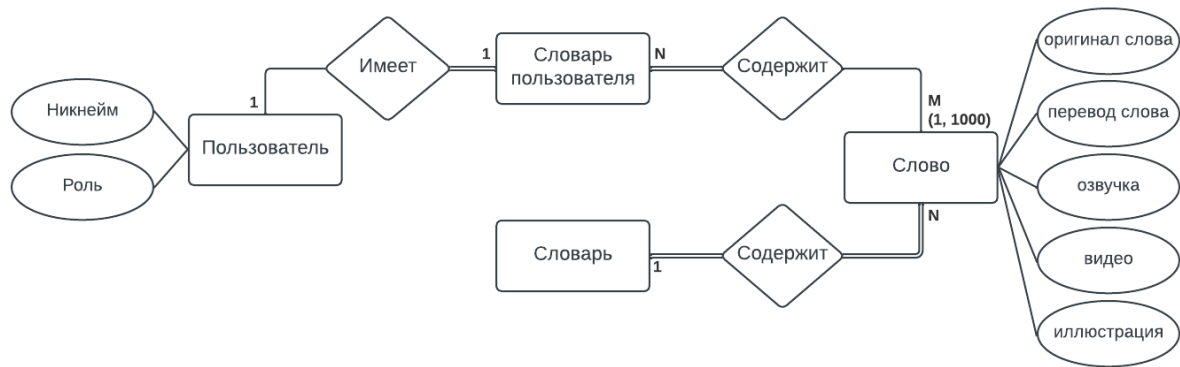 Никнейм
Роль
Пользователь
1
Имеет
1
Словарь
пользователя
N
Содержит
M
(1, 1000)
Слово
N
Словарь
1
Содержит
оригинал слова
перевод слова
озвучка
видео
иллюстрация